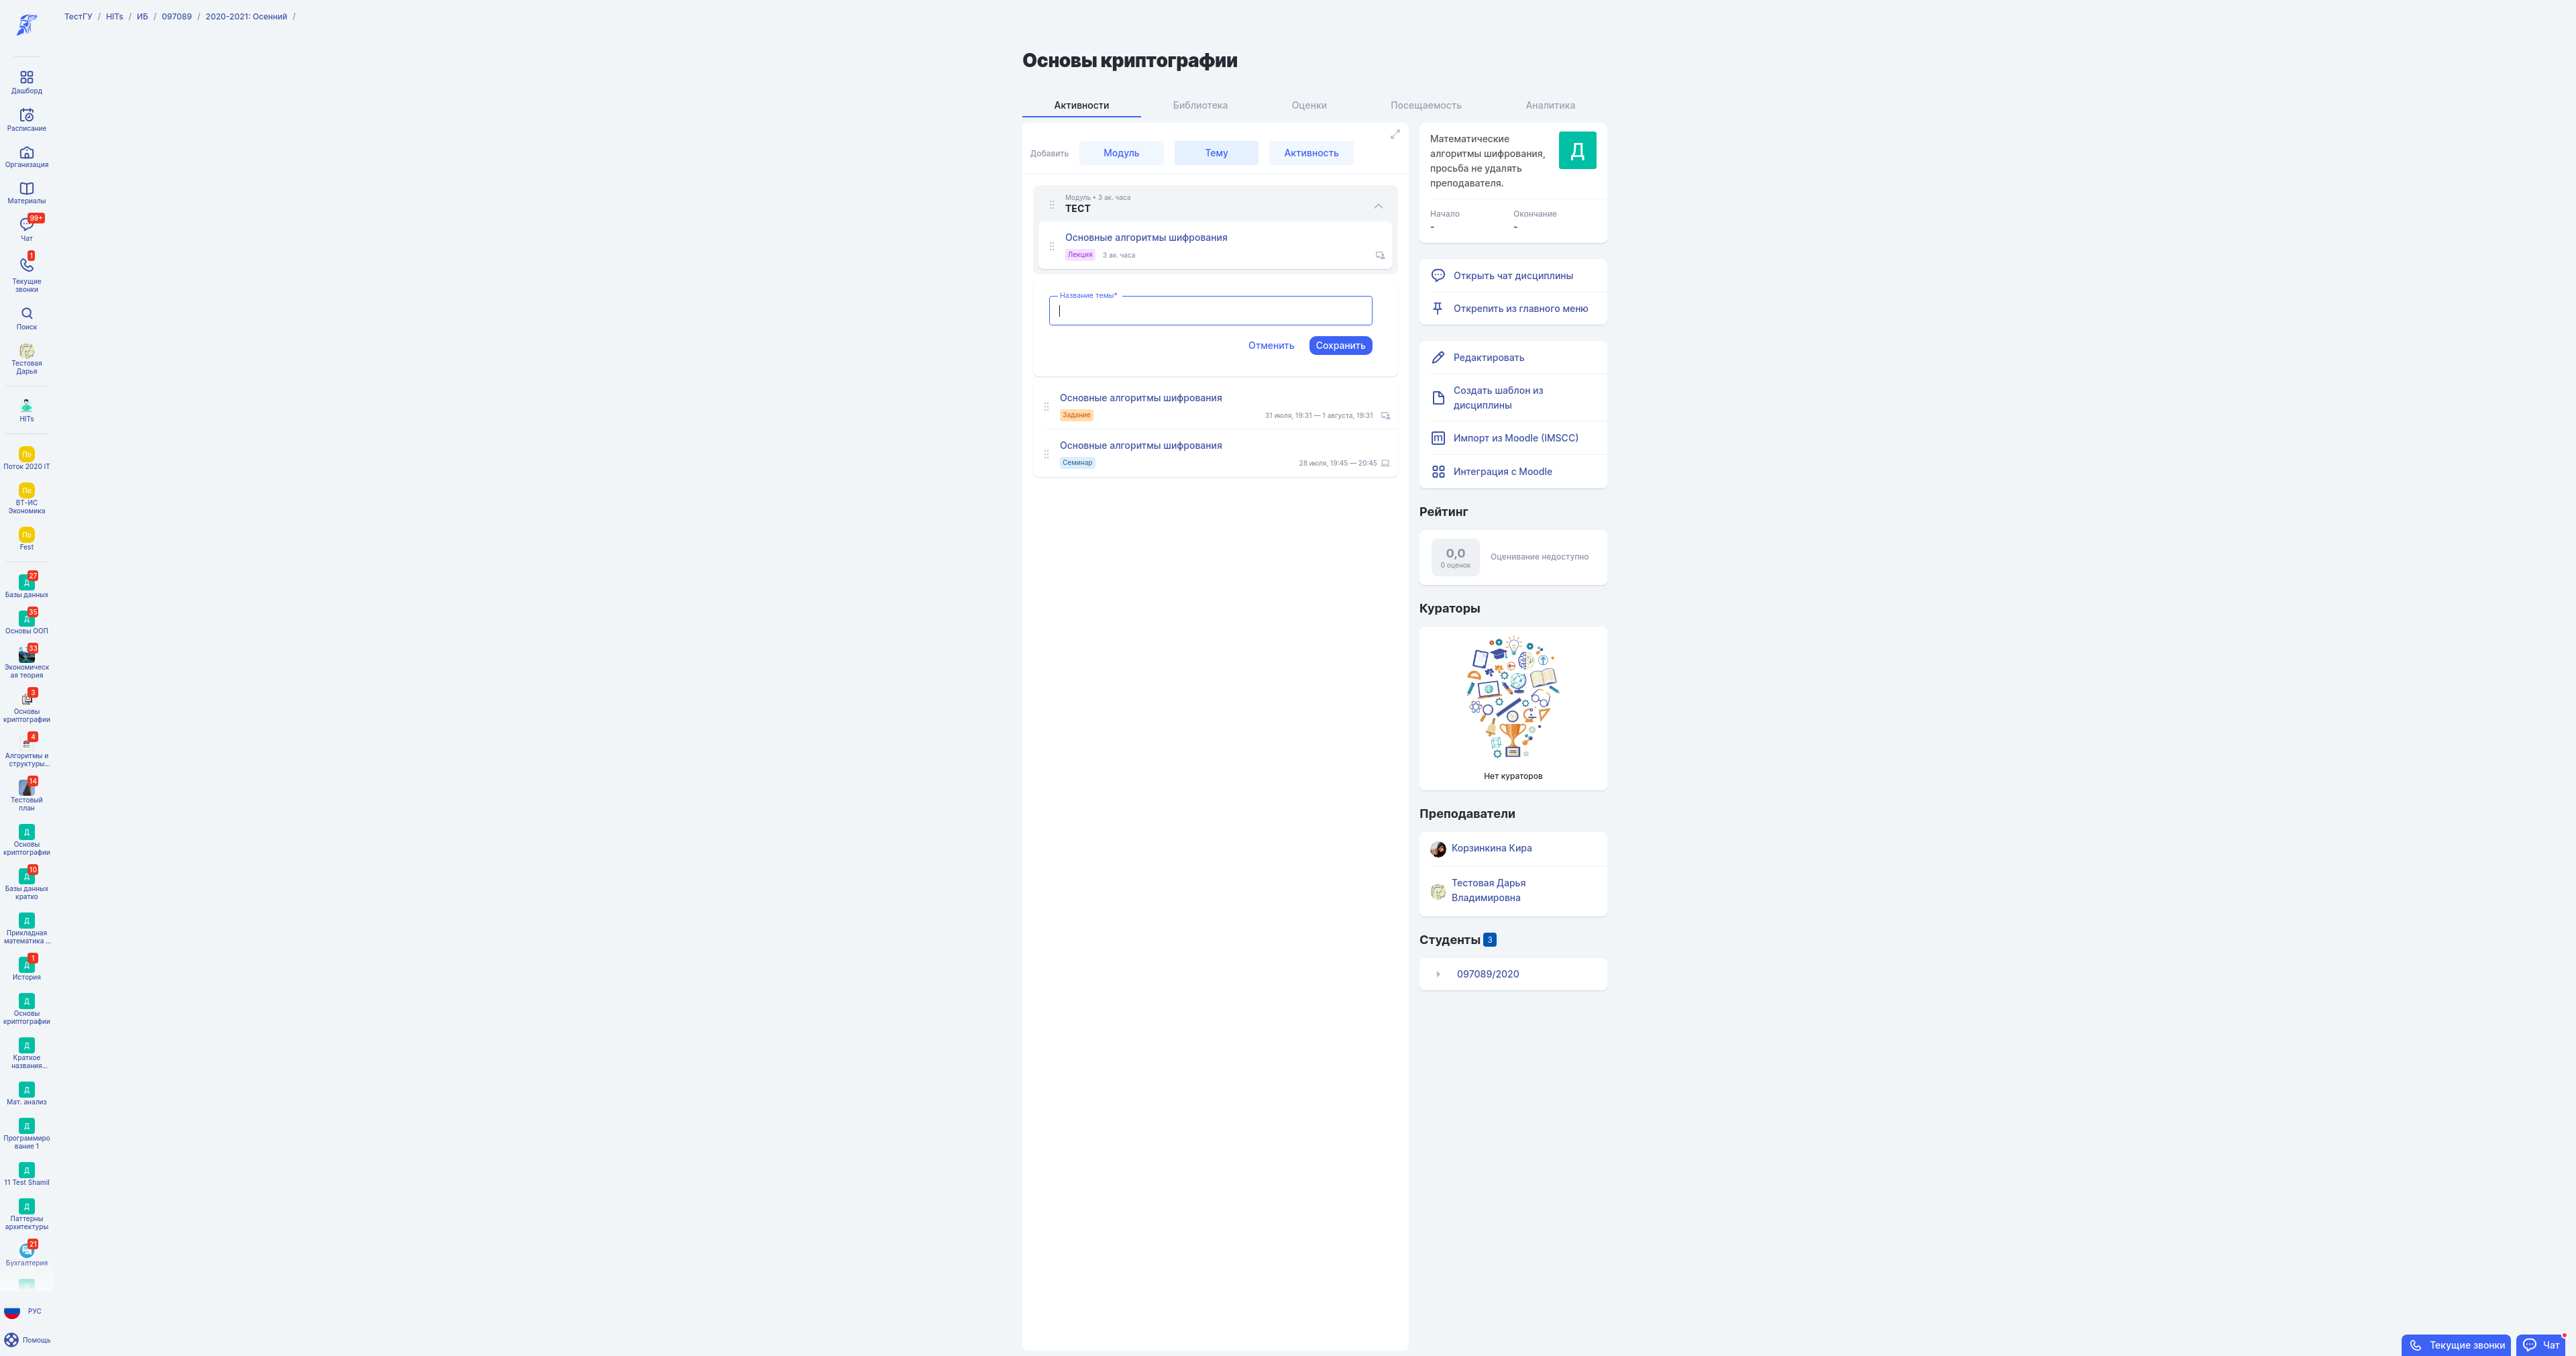 ТестГУ / HITs / ИБ / 097089 / 2020-2021: Осенний /
Дашборд
Расписание
Организация
Материалы
99+
Чат
1
Текущие
звонки
Поиск
Тестовая
Дарья
HITs
По
Поток 2020 IT
По
ВТ-ИС
Экономика
По
Fest
Д 27
Базы данных
Д 35
Основы ООП
33
Экономическ
ая теория
3
Основы
криптографии
4
Алгоритмы и
структуры...
14
Тестовый
план
Д
Основы
криптографии
Д 10
Базы данных
кратко
Д
Прикладная
математика ...
Д 1
История
Д
Основы
криптографии
Д
Краткое
названия...
Д
Мат. анализ
Д
Программиро
вание 1
Д
11 Test Shamil
Д
Паттерны
архитектуры
21
Бухгалтерия
РУС
Помощь
Основы криптографии
Активности Библиотека Оценки Посещаемость Аналитика
Добавить Модуль Тему Активность
Модуль • 3 ак. часа
ТЕСТ
Основные алгоритмы шифрования
Лекция 3 ак. часа
Название темы*
Отменить Сохранить
Основные алгоритмы шифрования
Задание 31 июля, 19:31 — 1 августа, 19:31
Основные алгоритмы шифрования
Семинар 28 июля, 19:45 — 20:45
Математические
алгоритмы шифрования,
просьба не удалять
преподавателя.
Д
Начало Окончание
- -
Открыть чат дисциплины
Открепить из главного меню
Редактировать
Создать шаблон из
дисциплины
Импорт из Moodle (IMSCC)
Интеграция с Moodle
Рейтинг
0,0
0 оценок
Оценивание недоступно
Кураторы
Нет кураторов
Преподаватели
Корзинкина Кира
Тестовая Дарья
Владимировна
Студенты 3
097089/2020
Текущие звонки Чат